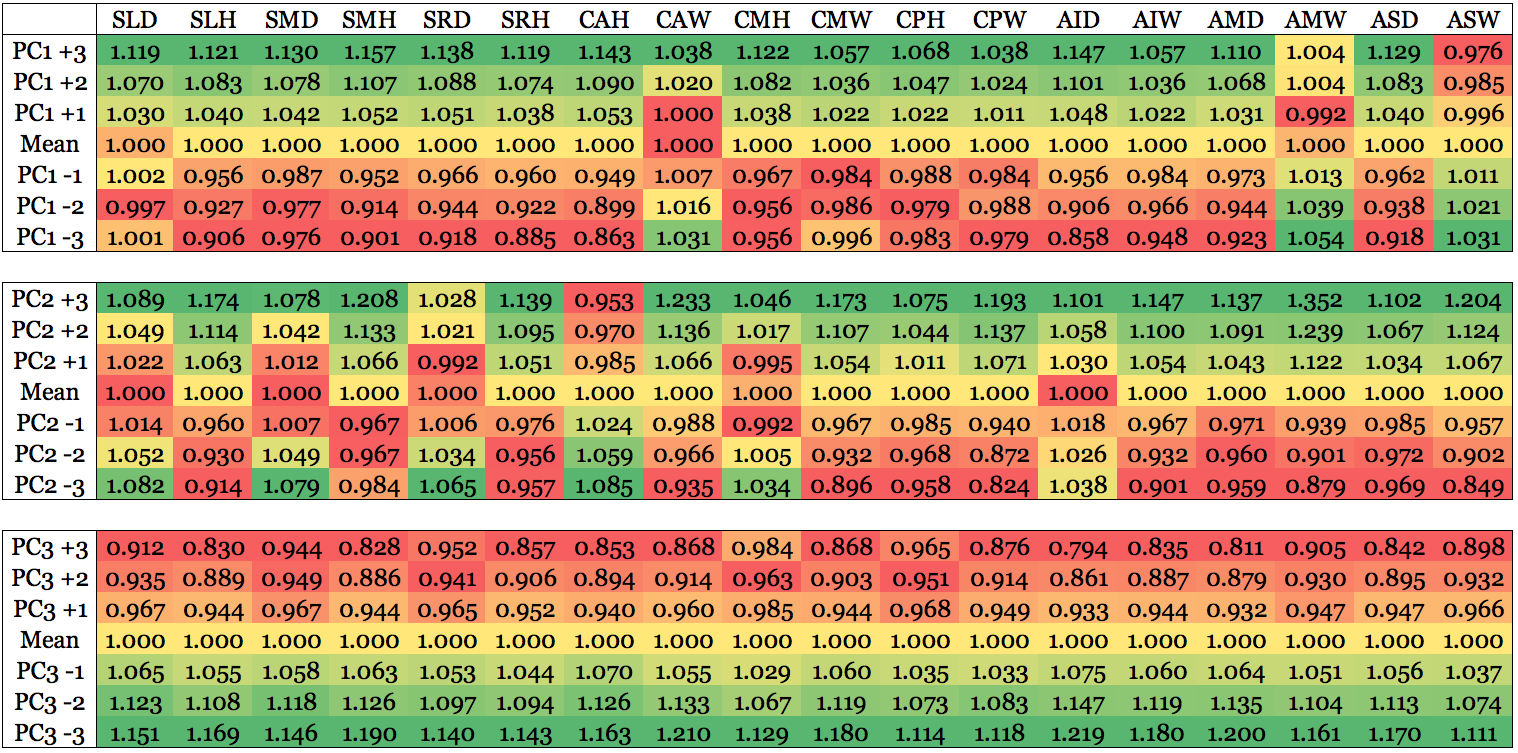 SLD SLH SMD SMH SRD SRH CAH CAW CMH CMW CPH CPW AID AIW AMD AMW ASD ASW
PC1 +3 1.119 1.121 1.130 1.157 1.138 1.119 1.143 1.038 1.122 1.057 1.068 1.038 1.147 1.057 1.110 1.004 1.129 0.976
PC1 +2 1.070 1.083 1.078 1.107 1.088 1.074 1.090 1.020 1.082 1.036 1.047 1.024 1.101 1.036 1.068 1.004 1.083 0.985
PC1 +1 1.030 1.040 1.042 1.052 1.051 1.038 1.053 1.000 1.038 1.022 1.022 1.011 1.048 1.022 1.031 0.992 1.040 0.996
Mean 1.000 1.000 1.000 1.000 1.000 1.000 1.000 1.000 1.000 1.000 1.000 1.000 1.000 1.000 1.000 1.000 1.000 1.000
PC1 -1 1.002 0.956 0.987 0.952 0.966 0.960 0.949 1.007 0.967 0.984 0.988 0.984 0.956 0.984 0.973 1.013 0.962 1.011
PC1 -2 0.997 0.927 0.977 0.914 0.944 0.922 0.899 1.016 0.956 0.986 0.979 0.988 0.906 0.966 0.944 1.039 0.938 1.021
PC1 -3 1.001 0.906 0.976 0.901 0.918 0.885 0.863 1.031 0.956 0.996 0.983 0.979 0.858 0.948 0.923 1.054 0.918 1.031
PC2 +3 1.089 1.174 1.078 1.208 1.028 1.139 0.953 1.233 1.046 1.173 1.075 1.193 1.101 1.147 1.137 1.352 1.102 1.204
PC2 +2 1.049 1.114 1.042 1.133 1.021 1.095 0.970 1.136 1.017 1.107 1.044 1.137 1.058 1.100 1.091 1.239 1.067 1.124
PC2 +1 1.022 1.063 1.012 1.066 0.992 1.051 0.985 1.066 0.995 1.054 1.011 1.071 1.030 1.054 1.043 1.122 1.034 1.067
Mean 1.000 1.000 1.000 1.000 1.000 1.000 1.000 1.000 1.000 1.000 1.000 1.000 1.000 1.000 1.000 1.000 1.000 1.000
PC2 -1 1.014 0.960 1.007 0.967 1.006 0.976 1.024 0.988 0.992 0.967 0.985 0.940 1.018 0.967 0.971 0.939 0.985 0.957
PC2 -2 1.052 0.930 1.049 0.967 1.034 0.956 1.059 0.966 1.005 0.932 0.968 0.872 1.026 0.932 0.960 0.901 0.972 0.902
PC2 -3 1.082 0.914 1.079 0.984 1.065 0.957 1.085 0.935 1.034 0.896 0.958 0.824 1.038 0.901 0.959 0.879 0.969 0.849
PC3 +3 0.912 0.830 0.944 0.828 0.952 0.857 0.853 0.868 0.984 0.868 0.965 0.876 0.794 0.835 0.811 0.905 0.842 0.898
PC3 +2 0.935 0.889 0.949 0.886 0.941 0.906 0.894 0.914 0.963 0.903 0.951 0.914 0.861 0.887 0.879 0.930 0.895 0.932
PC3 +1 0.967 0.944 0.967 0.944 0.965 0.952 0.940 0.960 0.985 0.944 0.968 0.949 0.933 0.944 0.932 0.947 0.947 0.966
Mean 1.000 1.000 1.000 1.000 1.000 1.000 1.000 1.000 1.000 1.000 1.000 1.000 1.000 1.000 1.000 1.000 1.000 1.000
PC3 -1 1.065 1.055 1.058 1.063 1.053 1.044 1.070 1.055 1.029 1.060 1.035 1.033 1.075 1.060 1.064 1.051 1.056 1.037
PC3 -2 1.123 1.108 1.118 1.126 1.097 1.094 1.126 1.133 1.067 1.119 1.073 1.083 1.147 1.119 1.135 1.104 1.113 1.074
PC3 -3 1.151 1.169 1.146 1.190 1.140 1.143 1.163 1.210 1.129 1.180 1.114 1.118 1.219 1.180 1.200 1.161 1.170 1.111